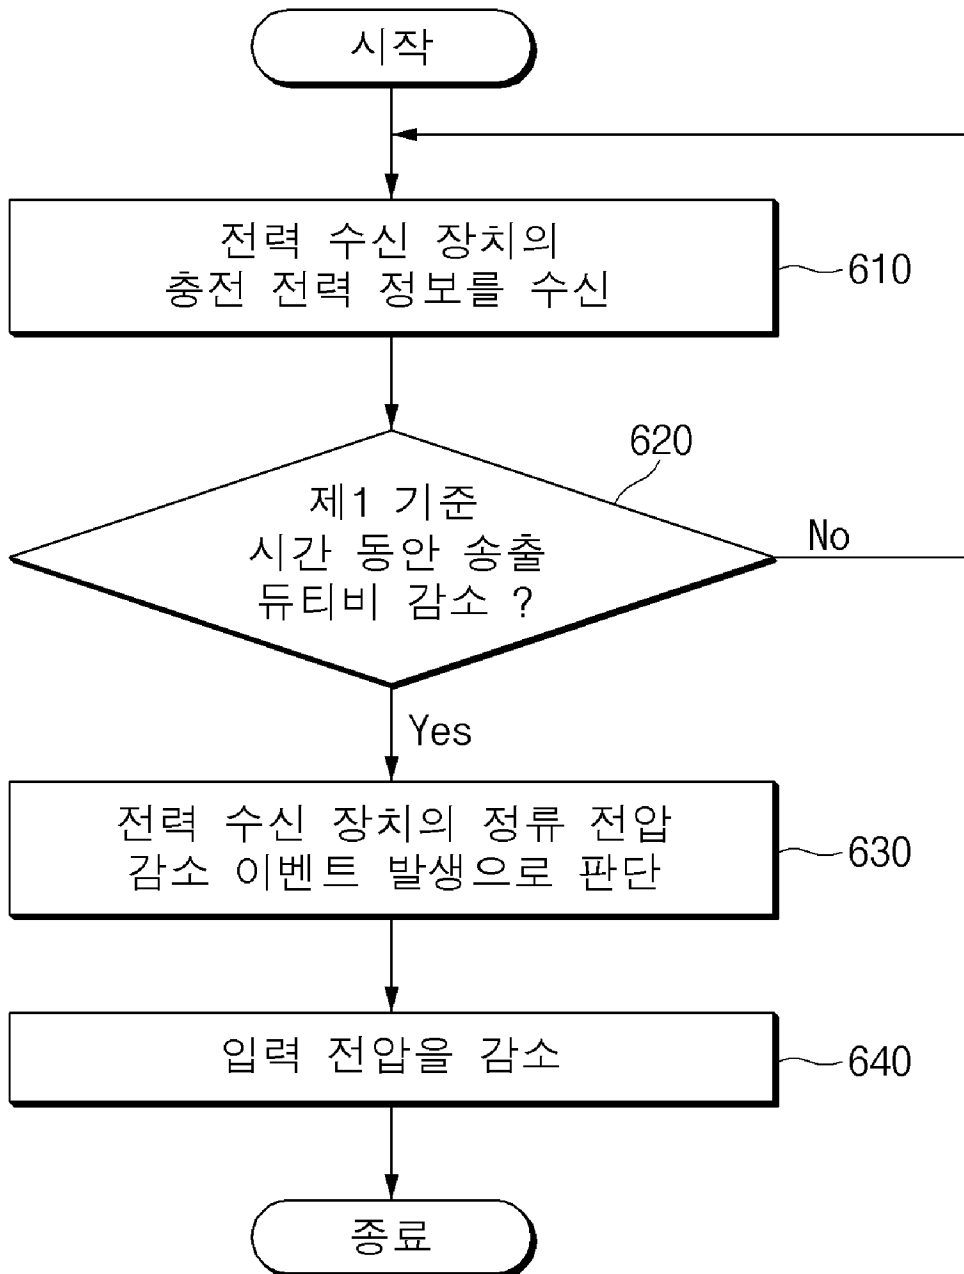 시작
전력 수신 장치의
충전 전력 정보를 수신
610
620
제1 기준
시간 동안 송출
듀티비 감소 ?
No
Yes
전력 수신 장치의 정류 전압
감소 이벤트 발생으로 판단
630
입력 전압을 감소
640
종료